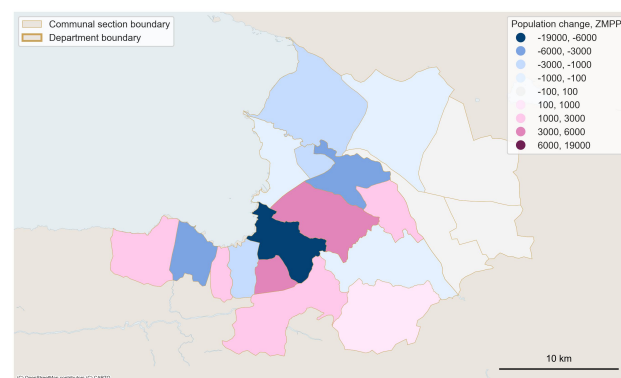 Communal section boundary
Department boundary
Population change, ZMPP
-19000, -6000
-6000, -3000
-3000, -1000
-1000, -100
-100, 100
100, 1000
1000, 3000
3000, 6000
6000, 19000
10 km